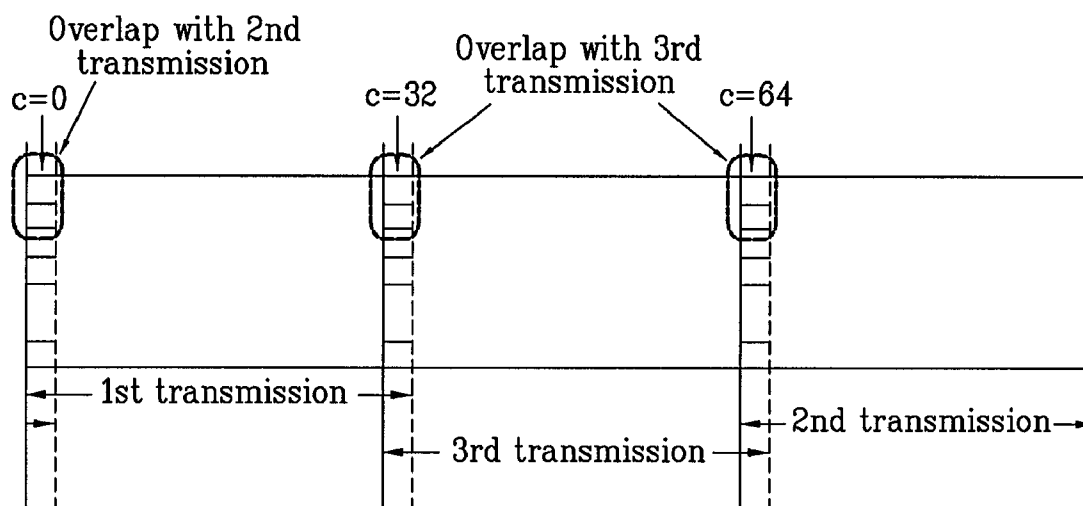 Overlap with 2nd
transmission
Overlap with 3rd
transmission
c=0
c=32
c=64
1st transmission
2nd transmission
3rd transmission